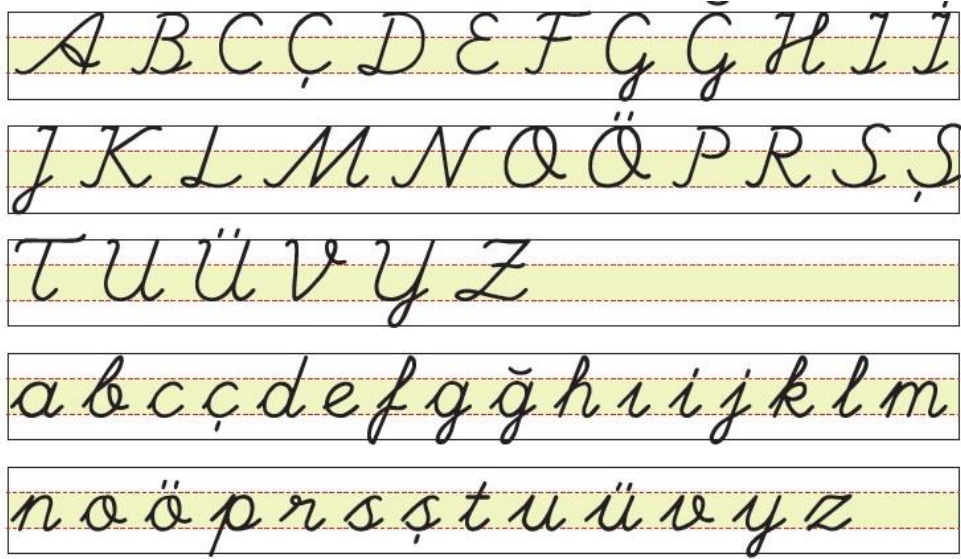 A B C Ç D E F G Ğ H I İ
J K L M N O Ö P R S Ş
T U Ü V Y Z
a b c ç d e f g ğ h ı i j k l m
n o ö p r s ş t u ü v y z